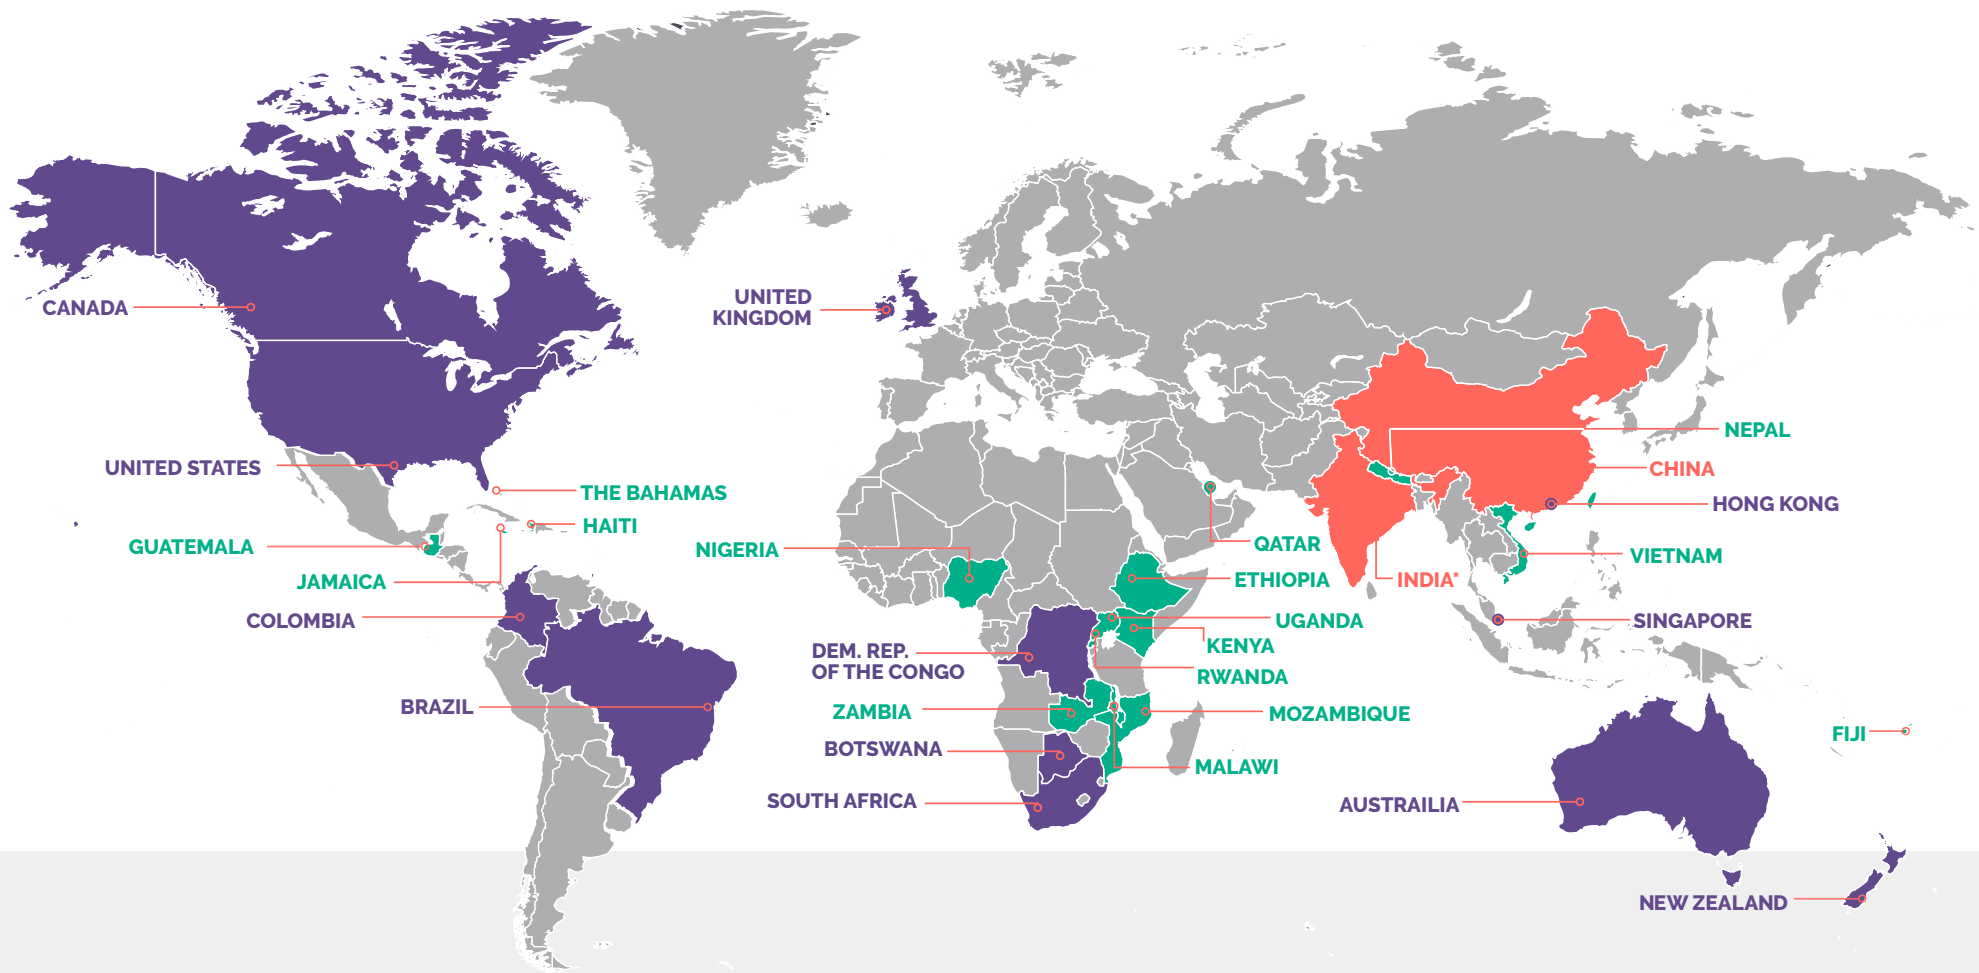 CANADA
UNITED
KINGDOM
UNITED STATES
THE BAHAMAS
HAITI
GUATEMALA
JAMAICA
COLOMBIA
BRAZIL
NIGERIA
DEM. REP.
OF THE CONGO
ZAMBIA
BOTSWANA
SOUTH AFRICA
NEPAL
CHINA
HONG KONG
QATAR
VIETNAM
ETHIOPIA
INDIA*
UGANDA
SINGAPORE
KENYA
RWANDA
MOZAMBIQUE
MALAWI
FIJI
AUSTRAILIA
NEW ZEALAND